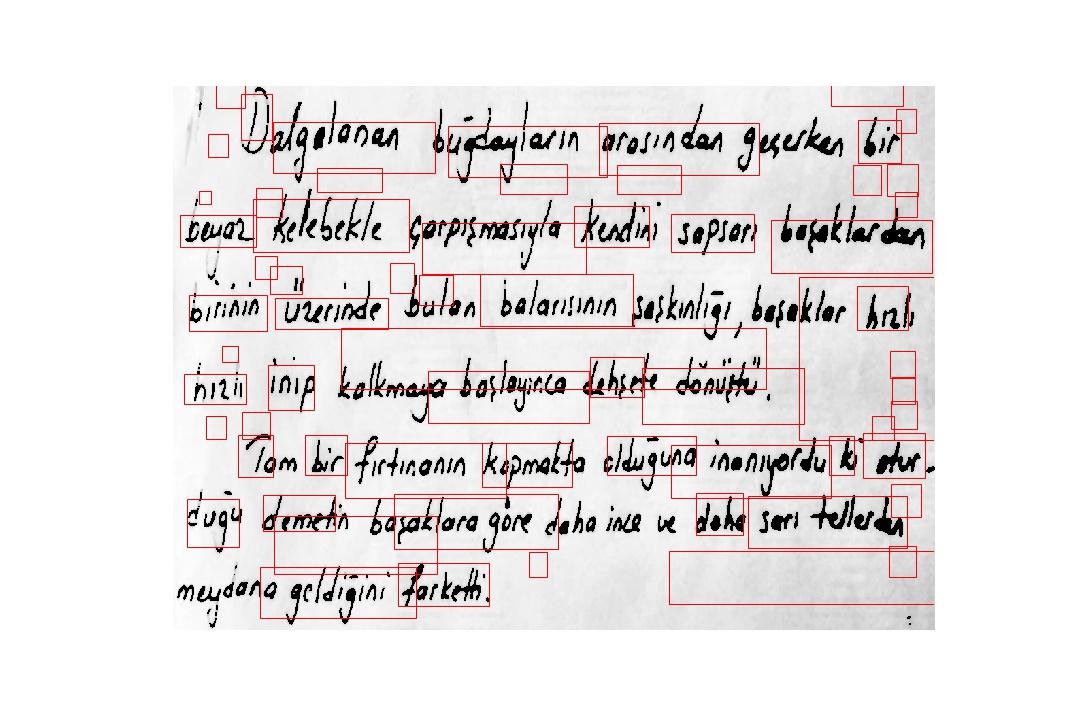 Dalgalanan buğdayların arasından geçerken bir
beyaz kelebekle çarpışmasıyla kendini sapsarı başaklardan
birinin üzerinde bulan balarısının şaşkınlığı, başaklar hızlı
hızlı inip kalkmaya başlayınca dehşete dönüştü.
Tam bir fırtınanın kopmakta olduğuna inanıyordu ki otur-
duğu demetin başaklara göre daha ince ve daha sarı tellerden
meydana geldiğini farketti.